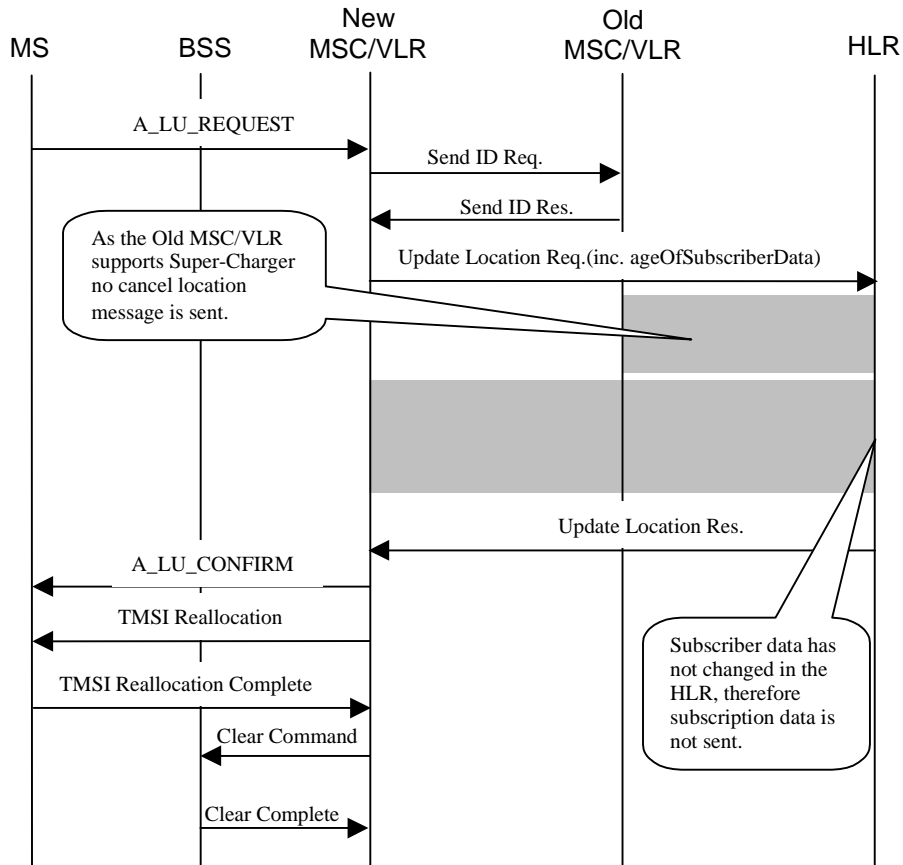 New
Old
MS
BSS
MSC/VLR
MSC/VLR
HLR
A_LU_REQUEST
Send ID Req.
Send ID Res.
As the Old MSC/VLR
supports Super-Charger
no cancel location
message is sent.
Update Location Req.(inc. ageOfSubscriberData)
Update Location Res.
A_LU_CONFIRM
TMSI Reallocation
Subscriber data has
not changed in the
HLR, therefore
subscription data is
not sent.
TMSI Reallocation Complete
Clear Command
Clear Complete